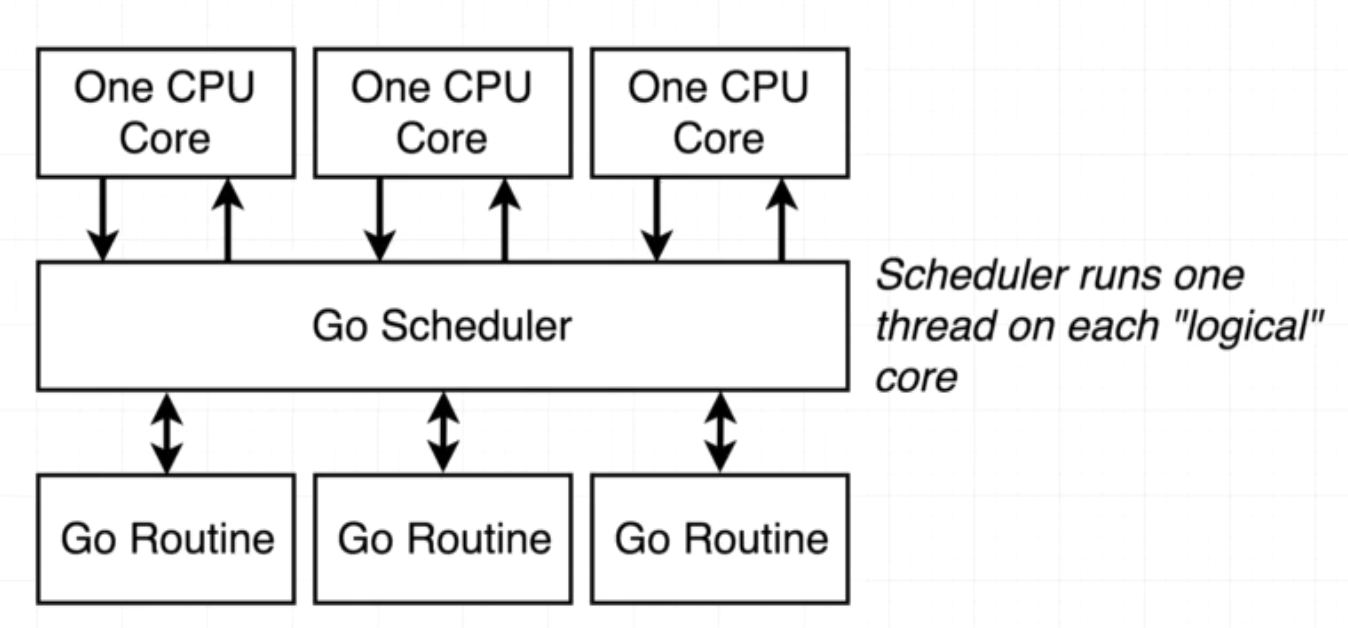 One CPU
Core
One CPU
Core
One CPU
Core
Go Scheduler
Scheduler runs one
thread on each "logical"
core
Go Routine
Go Routine
Go Routine